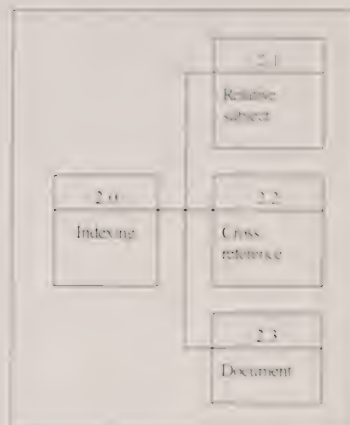 2.1
Relative
subject
2.0
Indexing
2.2
Cross
reference
2.3
Document